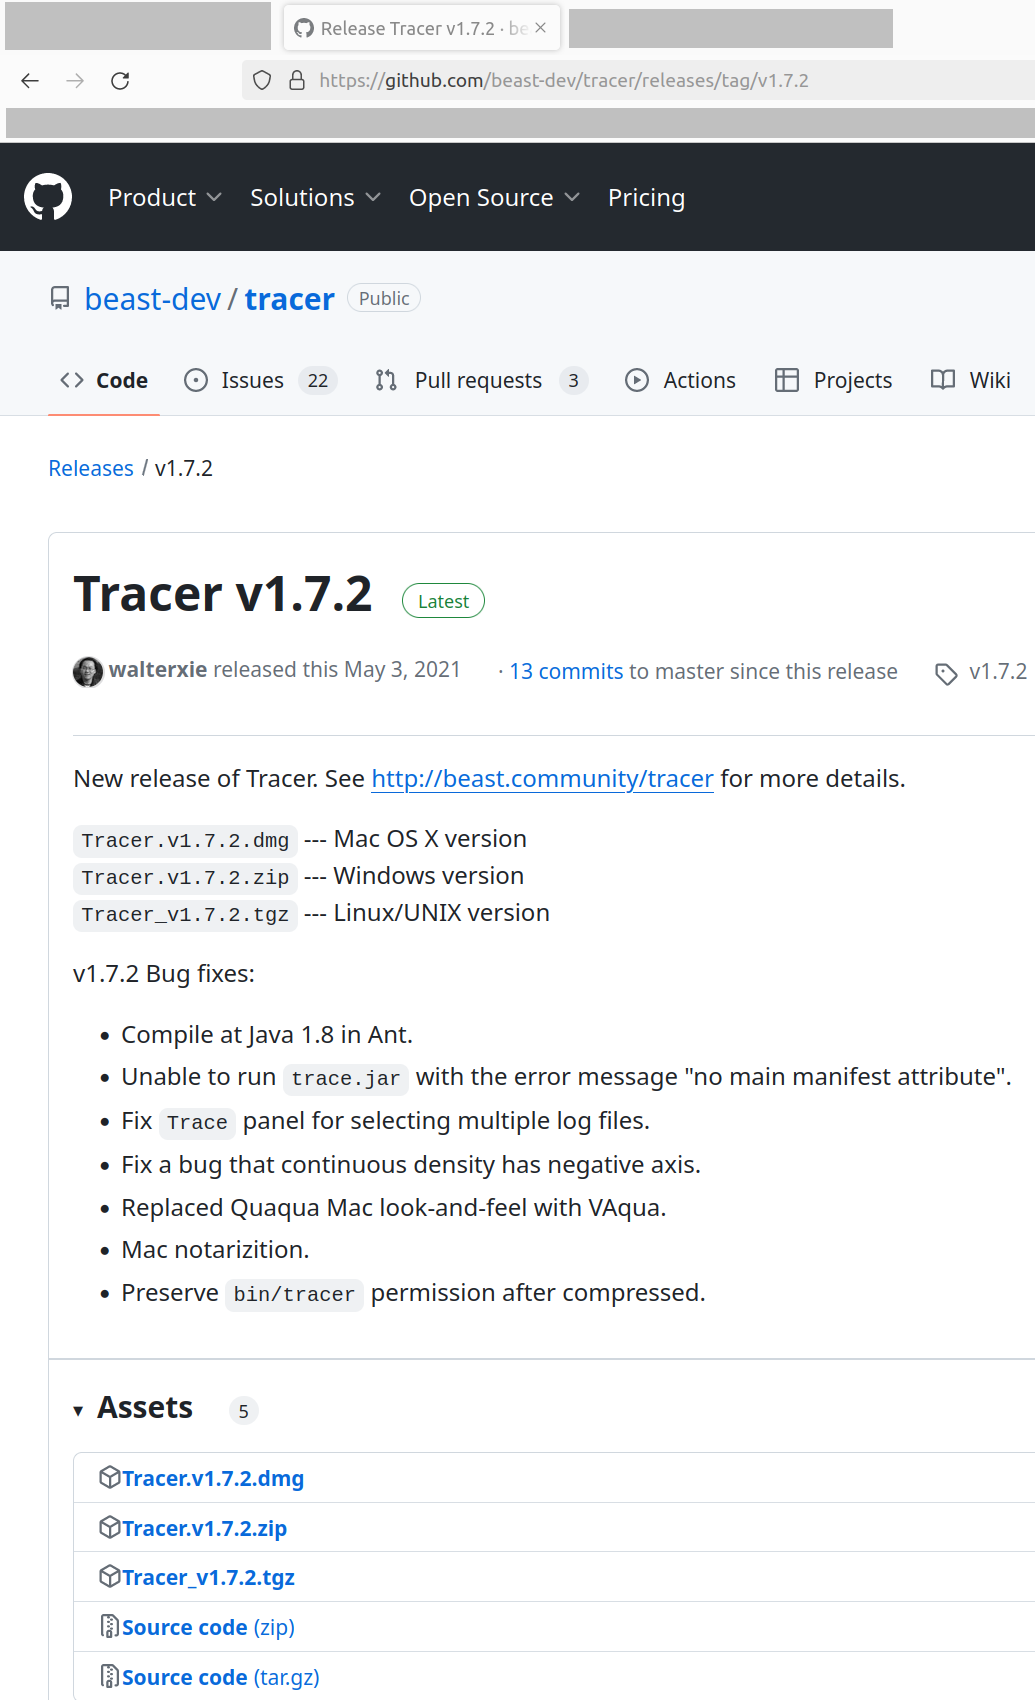 Release Tracer v1.7.2 · be
https://github.com/beast-dev/tracer/releases/tag/v1.7.2
Product Solutions Open Source Pricing
beast-dev / tracer Public
Code Issues 22 Pull requests 3 Actions Projects Wiki
Releases / v1.7.2
Tracer v1.7.2 Latest
walterxie released this May 3, 2021 · 13 commits to master since this release v1.7.2
New release of Tracer. See http://beast.community/tracer for more details.
Tracer.v1.7.2.dmg --- Mac OS X version
Tracer.v1.7.2.zip --- Windows version
Tracer_v1.7.2.tgz --- Linux/UNIX version
v1.7.2 Bug fixes:
• Compile at Java 1.8 in Ant.
• Unable to run trace.jar with the error message "no main manifest attribute".
• Fix Trace panel for selecting multiple log files.
• Fix a bug that continuous density has negative axis.
• Replaced Quaqua Mac look-and-feel with VAqua.
• Mac notarizition.
• Preserve bin/tracer permission after compressed.
Assets 5
Tracer.v1.7.2.dmg
Tracer.v1.7.2.zip
Tracer_v1.7.2.tgz
Source code (zip)
Source code (tar.gz)